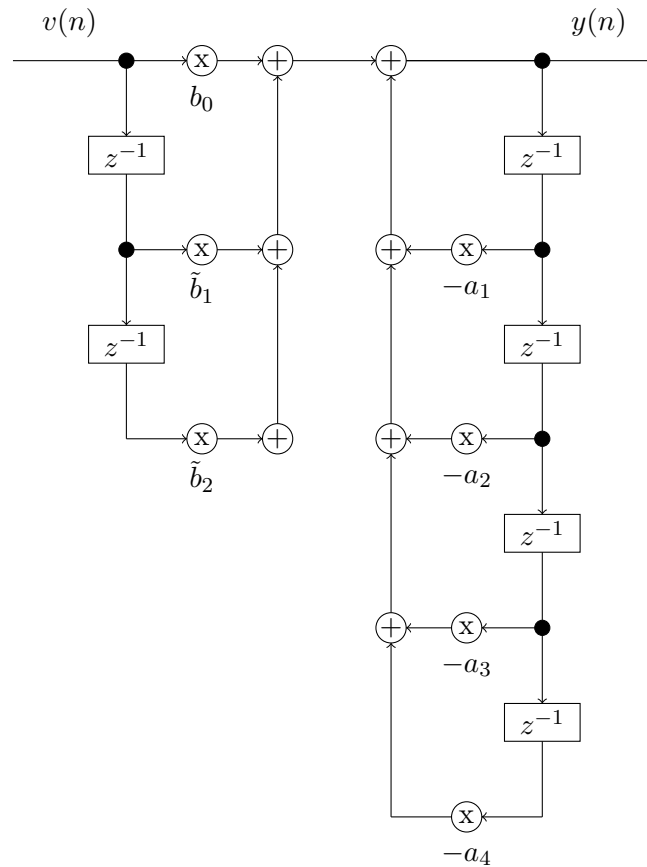 v(n) y(n)
x + +
b₀
z⁻¹ z⁻¹
x + + x
b̃₁ −a₁
z⁻¹ z⁻¹
x + + x
b̃₂ −a₂
z⁻¹
+ x
−a₃
z⁻¹
x
−a₄